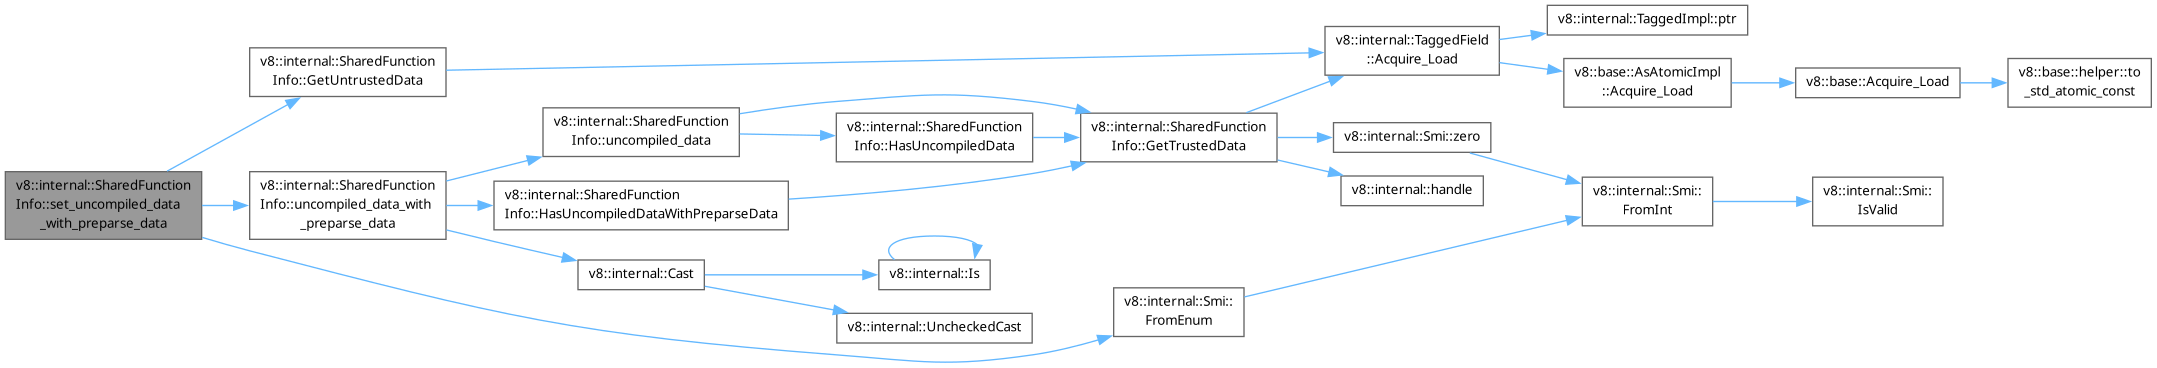 v8::internal::SharedFunction
Info::set_uncompiled_data
_with_preparse_data
v8::internal::SharedFunction
Info::GetUntrustedData
v8::internal::SharedFunction
Info::uncompiled_data_with
_preparse_data
v8::internal::SharedFunction
Info::uncompiled_data
v8::internal::SharedFunction
Info::HasUncompiledDataWithPreparseData
v8::internal::Cast
v8::internal::SharedFunction
Info::HasUncompiledData
v8::internal::Is
v8::internal::UncheckedCast
v8::internal::SharedFunction
Info::GetTrustedData
v8::internal::Smi::
FromEnum
v8::internal::TaggedField
::Acquire_Load
v8::internal::Smi::zero
v8::internal::handle
v8::internal::TaggedImpl::ptr
v8::base::AsAtomicImpl
::Acquire_Load
v8::internal::Smi::
FromInt
v8::base::Acquire_Load
v8::internal::Smi::
IsValid
v8::base::helper::to
_std_atomic_const